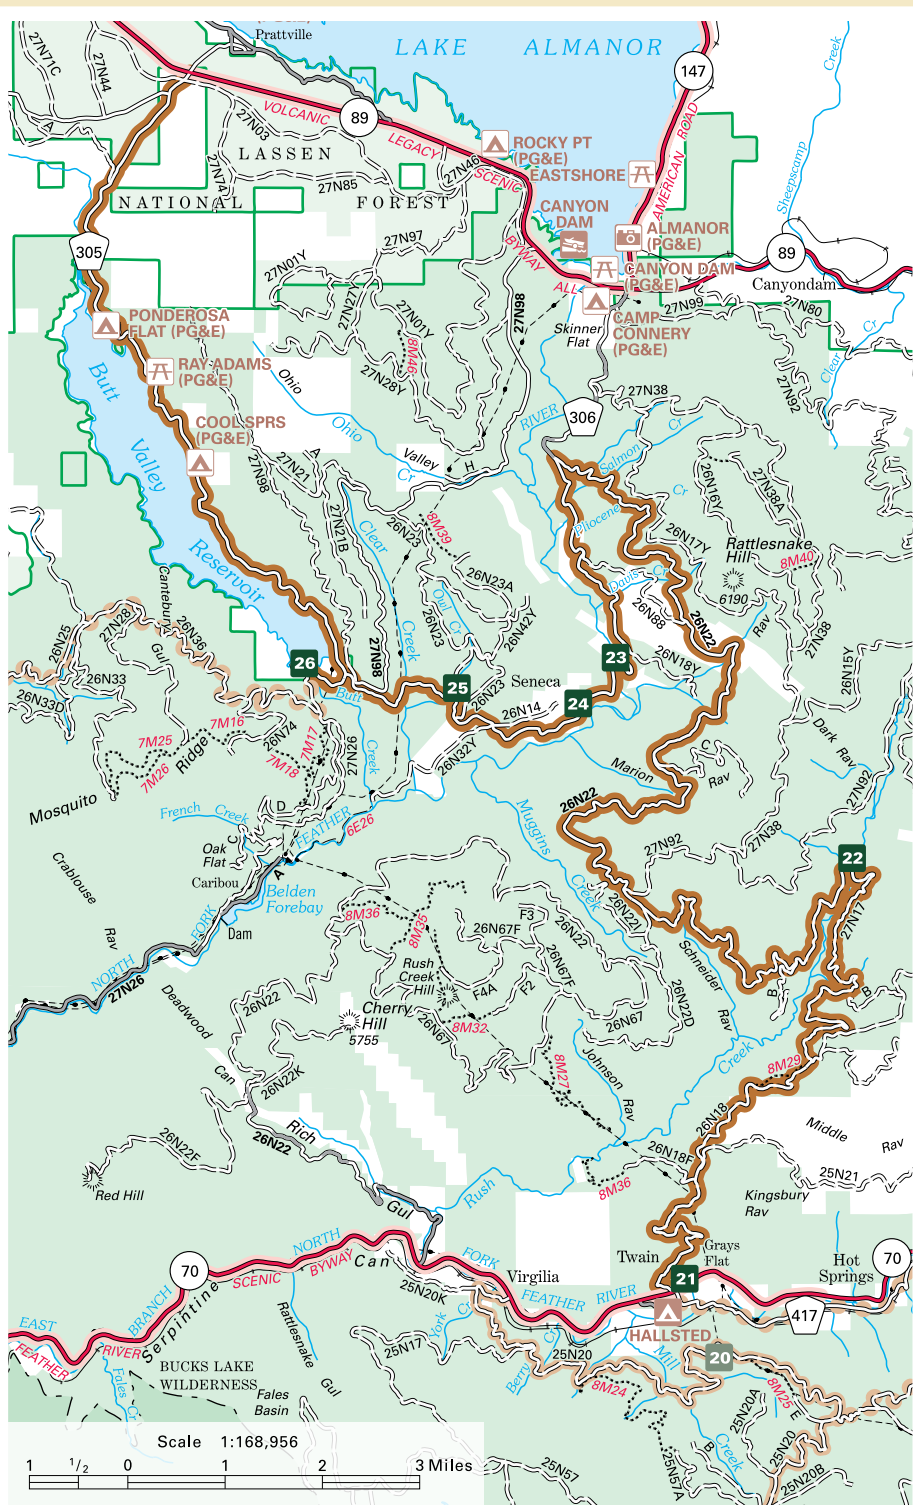 Prattville
LAKE ALMANOR
Creek
27N71C
27N44
147
89
VOLCANIC
27N03
LEGACY
ROCKY PT
(PG&E)
EASTSHORE
AMERICAN ROAD
A
LASSEN
27N46
SCENIC
27N74
27N85
NATIONAL FOREST
CANYON
DAM
ALMANOR
(PG&E)
Sheepscamp
305
27N97
BYWAY
89
27N01Y
CANYON DAM
(PG&E)
Canyondam
ALL
27N27Y
27N98
27N99
27N80
PONDEROSA
FLAT (PG&E)
27N01Y
Skinner
Flat
CAMP
CONNERY
(PG&E)
Clear Cr
8M46
RAY ADAMS
(PG&E)
Ohio
27N28Y
27N92
Butt
27N38
306
COOL SPRS
(PG&E)
Ohio
RIVER
Cr
Salmon
Valley
Valley
H
Cr
A
27N21
27N98
26N16Y
27N38A
Cr
27N21B
8M39
26N23
Clear
Pliocene
26N17Y
Rattlesnake
Hill
8M40
Reservoir
26N23A
Davis Cr
6190
Canteburn
Owl Cr
26N88
26N22
Rav
27N28
26N36
26N42Y
26N23
27N38
26N25
Gul
27N98
Creek
23
26N18Y
26N15Y
26
25
26N23
Seneca
24
26N33
26N33D
Butt
26N14
7M16
26N74
7M17
Dark Rav
7M25
Ridge
27N26
26N32Y
C
7M26
7M18
Creek
Marion
Rav
Mosquito
26N22
27N92
French Creek
D
FEATHER
6E26
Muggins
27N38
C
Oak
Flat
27N92
22
Crablouse
Caribou
A
Belden
Forebay
Creek
8M36
8M35
F3
26N22I
27N17
FORK
Dam
26N67F
26N22
Rav
Schneider
NORTH
Rush
Creek
Hill
26N67F
27N26
F4A
F2
B
B
Deadwood
26N22
Cherry
Hill
26N22D
5755
26N67
8M32
26N67
Rav
Creek
Johnson
8M27
8M29
Can
26N22K
Rav
26N18
Rich
26N22
Middle
26N22F
26N18F
Rav
25N21
Red Hill
8M36
Rush
Kingsbury
Rav
Gul
NORTH
FORK
Twain
Grays
Flat
Hot
Springs
70
70
BYWAY
Can
SCENIC
Virgilia
21
25N20K
FEATHER RIVER
BRANCH
417
Serpintine
EAST
Rattlesnake
York Cr
HALLSTED
FEATHER
RIVER
25N17
Cr
25N20
Mill
20
BUCKS LAKE
WILDERNESS
Berry
8M24
8M25
Fales Cr
Fales
Basin
Gul
25N20A
E
B
25N20
Creek
Scale 1:168,956
25N57
25N57A
25N20B
1 1/2 0 1 2 3 Miles